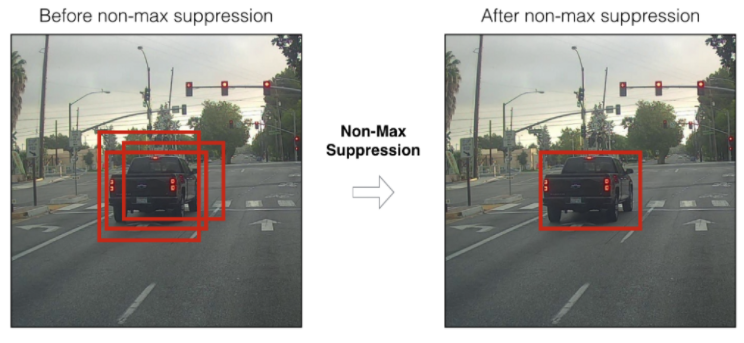 Before non-max suppression
After non-max suppression
Non-Max
Suppression